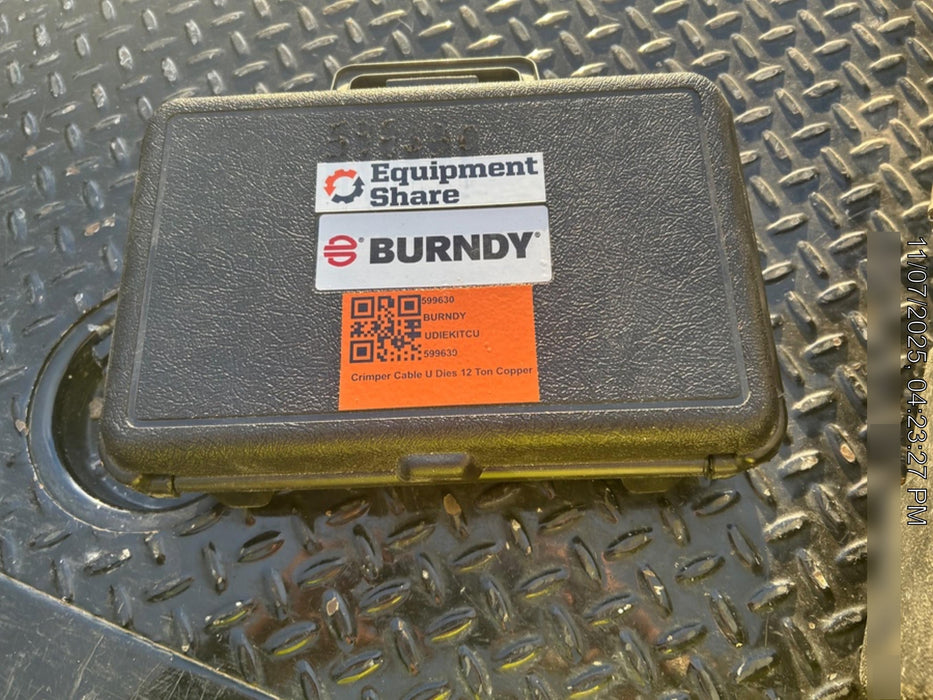 Equipment
Share
BURNDY®
599630
BURNDY
UDIEKITCU
599630
Crimper Cable U Dies 12 Ton Copper
11/07/2025, 04:23:27 PM